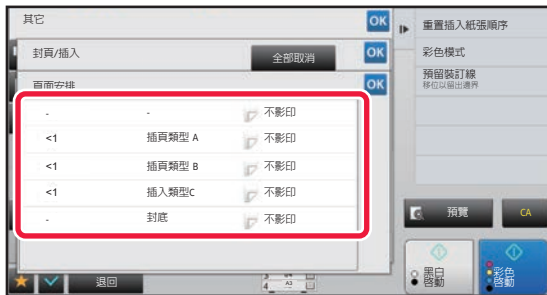 其它
OK
封頁/插入
全部取消
OK
頁面安排
OK
- - 不影印
<1 插頁類型 A 不影印
<1 插頁類型 B 不影印
<1 插入類型C 不影印
- 封底 不影印
退回
A3
4
重置插入紙張順序
彩色模式
預留裝訂線
移位以留出邊界
預覽
CA
黑白
啓動
彩色
啓動